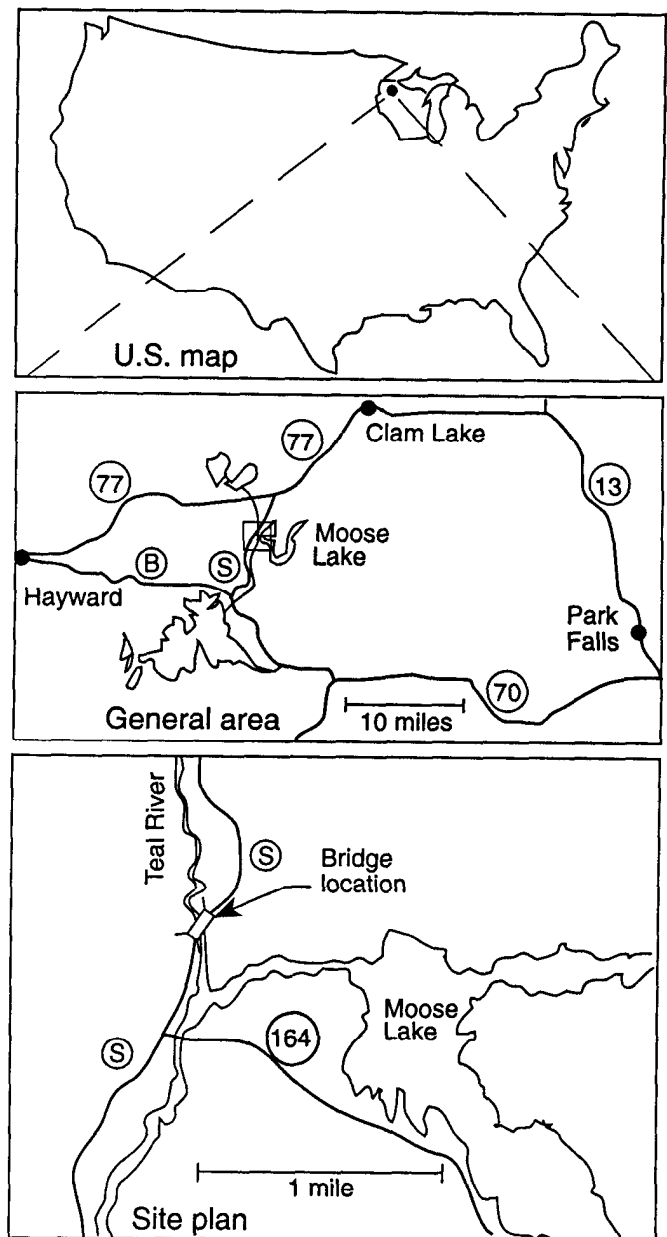 U.S. map
77
Clam Lake
77
13
Moose
Lake
B
S
Hayward
Park
Falls
70
General area
10 miles
Teal River
S
Bridge
location
Moose
Lake
164
S
1 mile
Site plan